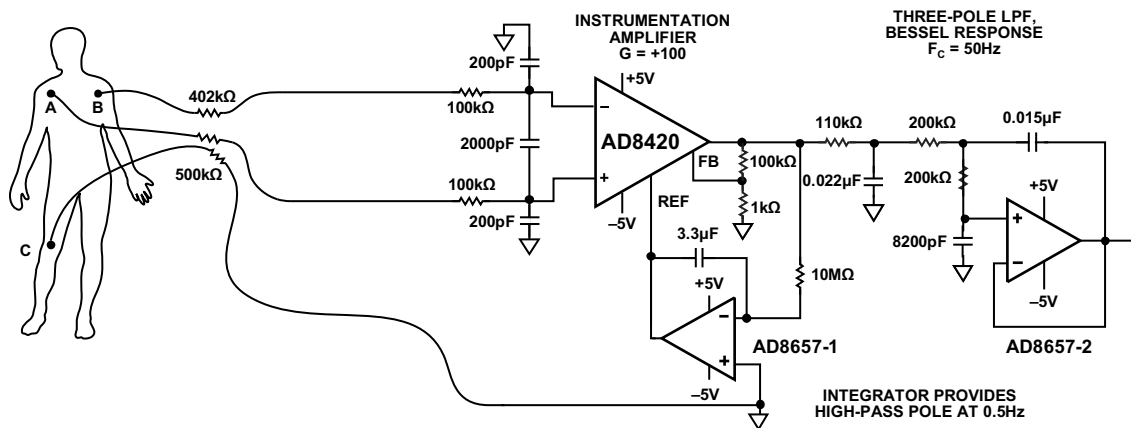 INSTRUMENTATION
AMPLIFIER
G = +100
THREE-POLE LPF,
BESSEL RESPONSE
FC = 50Hz
200pF
+5V
A
B
402kΩ
100kΩ
−
2000pF
AD8420
110kΩ
200kΩ
0.015µF
500kΩ
100kΩ
+
FB
100kΩ
0.022µF
200kΩ
+5V
200pF
–5V
REF
1kΩ
8200pF
+
−
–5V
C
3.3µF
10MΩ
+5V
−
+
–5V
AD8657-1
AD8657-2
INTEGRATOR PROVIDES
HIGH-PASS POLE AT 0.5Hz